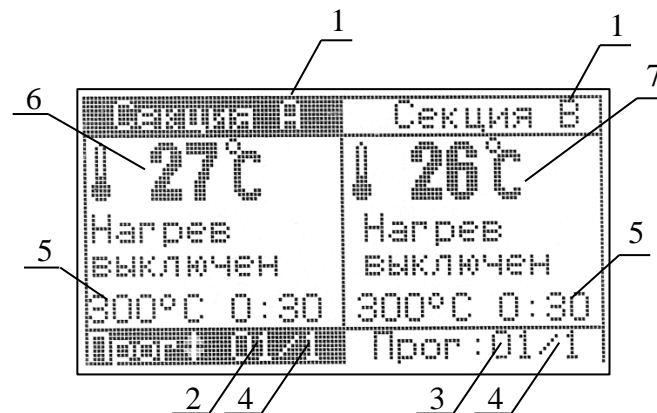 1 1
6 7
Секция А Секция В
27°C 26°C
Нагрев Нагрев
выключен выключен
5 5
300°C 0:30 300°C 0:30
Прог: 01/1 Прог:01/1
2 4 3 4